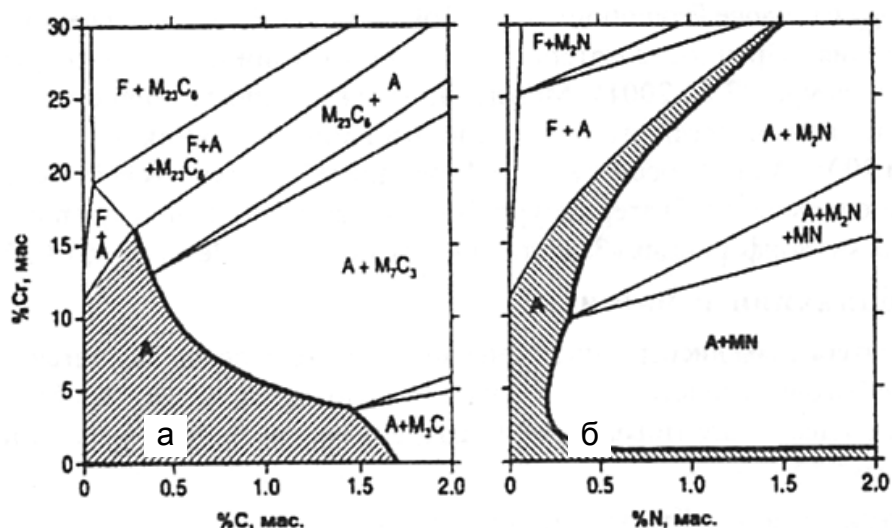 30
25
20
15
10
5
0
%Cr, мас
F + M₂₃C₆
F+A
+M₂₃C₆
M₂₃C₆ + A
F
+
A
A + M₇C₃
A
A+M₃C
а
0
0.5
1.0
1.5
2.0
%C, мас.
F+M₂N
F + A
A + M₂N
A+M₂N
+MN
A
A+MN
б
0
0.5
1.0
1.5
2.0
%N, мас.